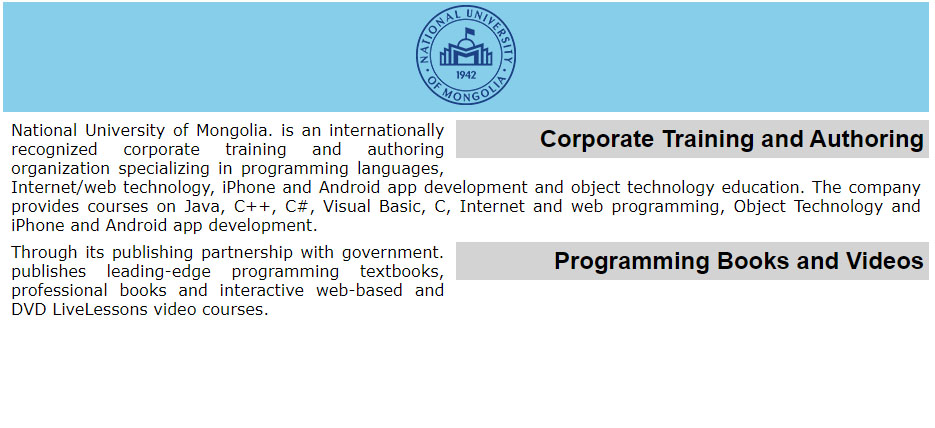 NATIONAL UNIVERSITY
OF MONGOLIA
1942
Corporate Training and Authoring
National University of Mongolia. is an internationally
recognized corporate training and authoring
organization specializing in programming languages,
Internet/web technology, iPhone and Android app development and object technology education. The company
provides courses on Java, C++, C#, Visual Basic, C, Internet and web programming, Object Technology and
iPhone and Android app development.
Programming Books and Videos
Through its publishing partnership with government.
publishes leading-edge programming textbooks,
professional books and interactive web-based and
DVD LiveLessons video courses.